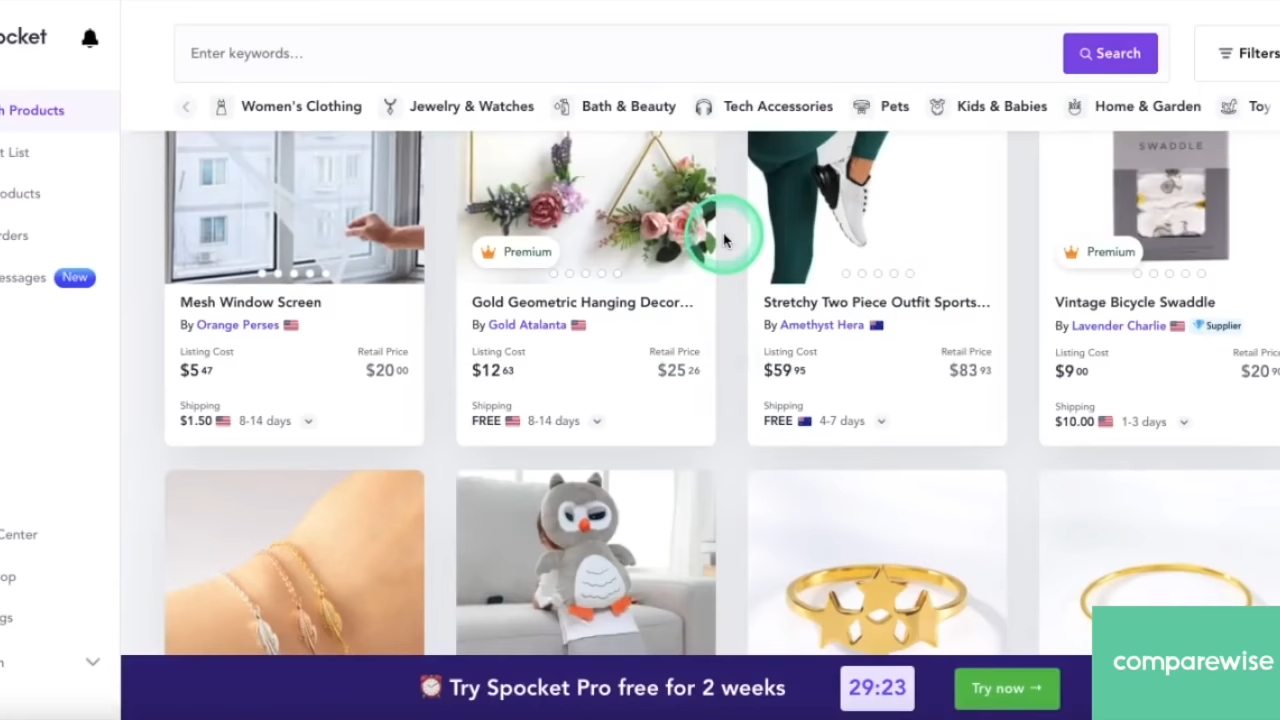 ocket
Enter keywords...
Search
Filters
Women's Clothing
Jewelry & Watches
Bath & Beauty
Tech Accessories
Pets
Kids & Babies
Home & Garden
Toy
h Products
t List
oducts
rders
essages New
Center
op
gs
n
SWADDLE
Premium
Premium
Mesh Window Screen
By Orange Perses
Listing Cost Retail Price
$5 47 $20 00
Shipping
$1.50 8-14 days
Gold Geometric Hanging Decor...
By Gold Atalanta
Listing Cost Retail Price
$12 63 $25 26
Shipping
FREE 8-14 days
Stretchy Two Piece Outfit Sports...
By Amethyst Hera
Listing Cost Retail Price
$59 95 $83 93
Shipping
FREE 4-7 days
Vintage Bicycle Swaddle
By Lavender Charlie Supplier
Listing Cost Retail Price
$9 00 $20 90
Shipping
$10.00 1-3 days
Try Spocket Pro free for 2 weeks
29:23
Try now →
comparewise